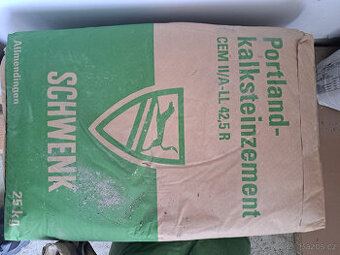 Portland-
kalksteinzement
CEM II/A-LL 42,5 R
SCHWENK
Allmendingen
25 kg